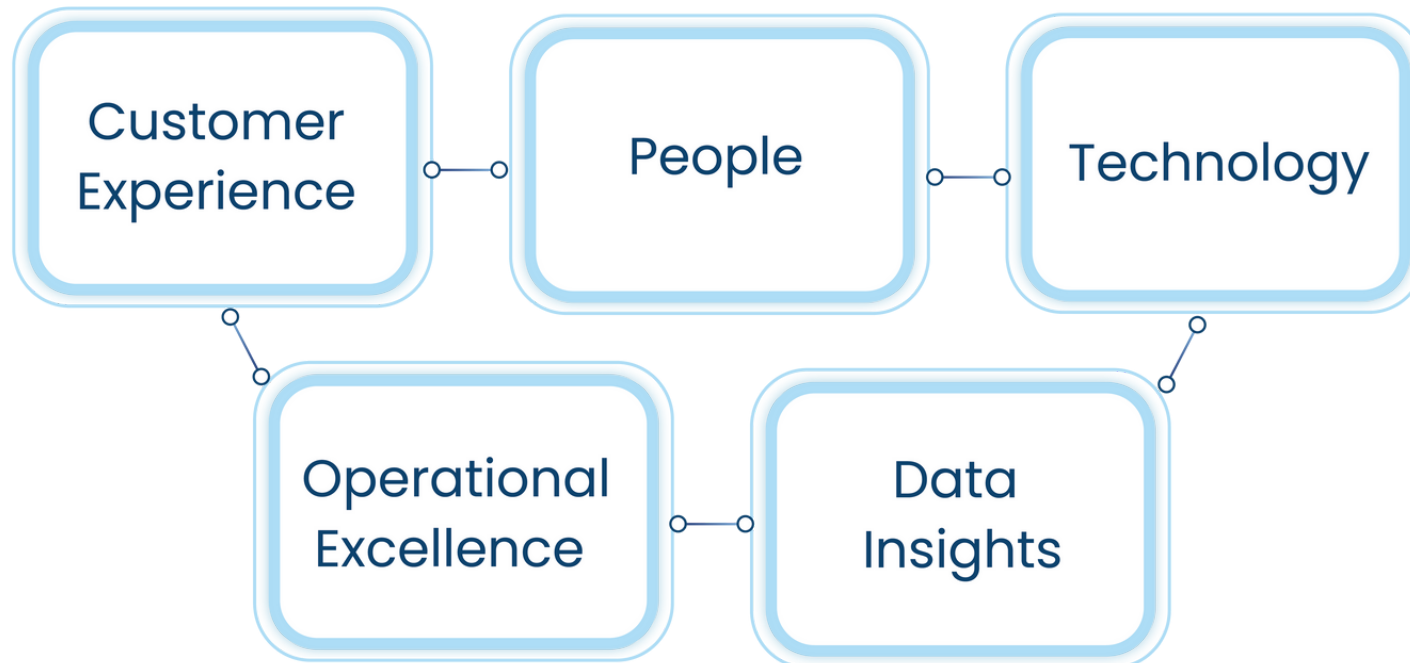 Customer
Experience
People
Technology
Operational
Excellence
Data
Insights